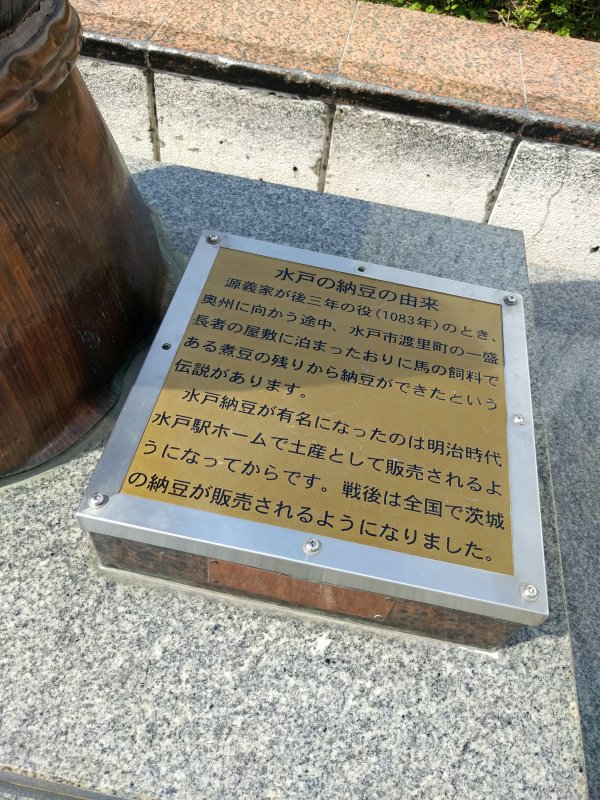 水戸の納豆の由来
源義家が後三年の役(1083年)のとき、
奥州に向かう途中、水戸市渡里町の一盛
長者の屋敷に泊まったおりに馬の飼料で
ある煮豆の残りから納豆ができたという
伝説があります。
水戸納豆が有名になったのは明治時代
水戸駅ホームで土産として販売されるよ
うになってからです。戦後は全国で茨城
の納豆が販売されるようになりました。